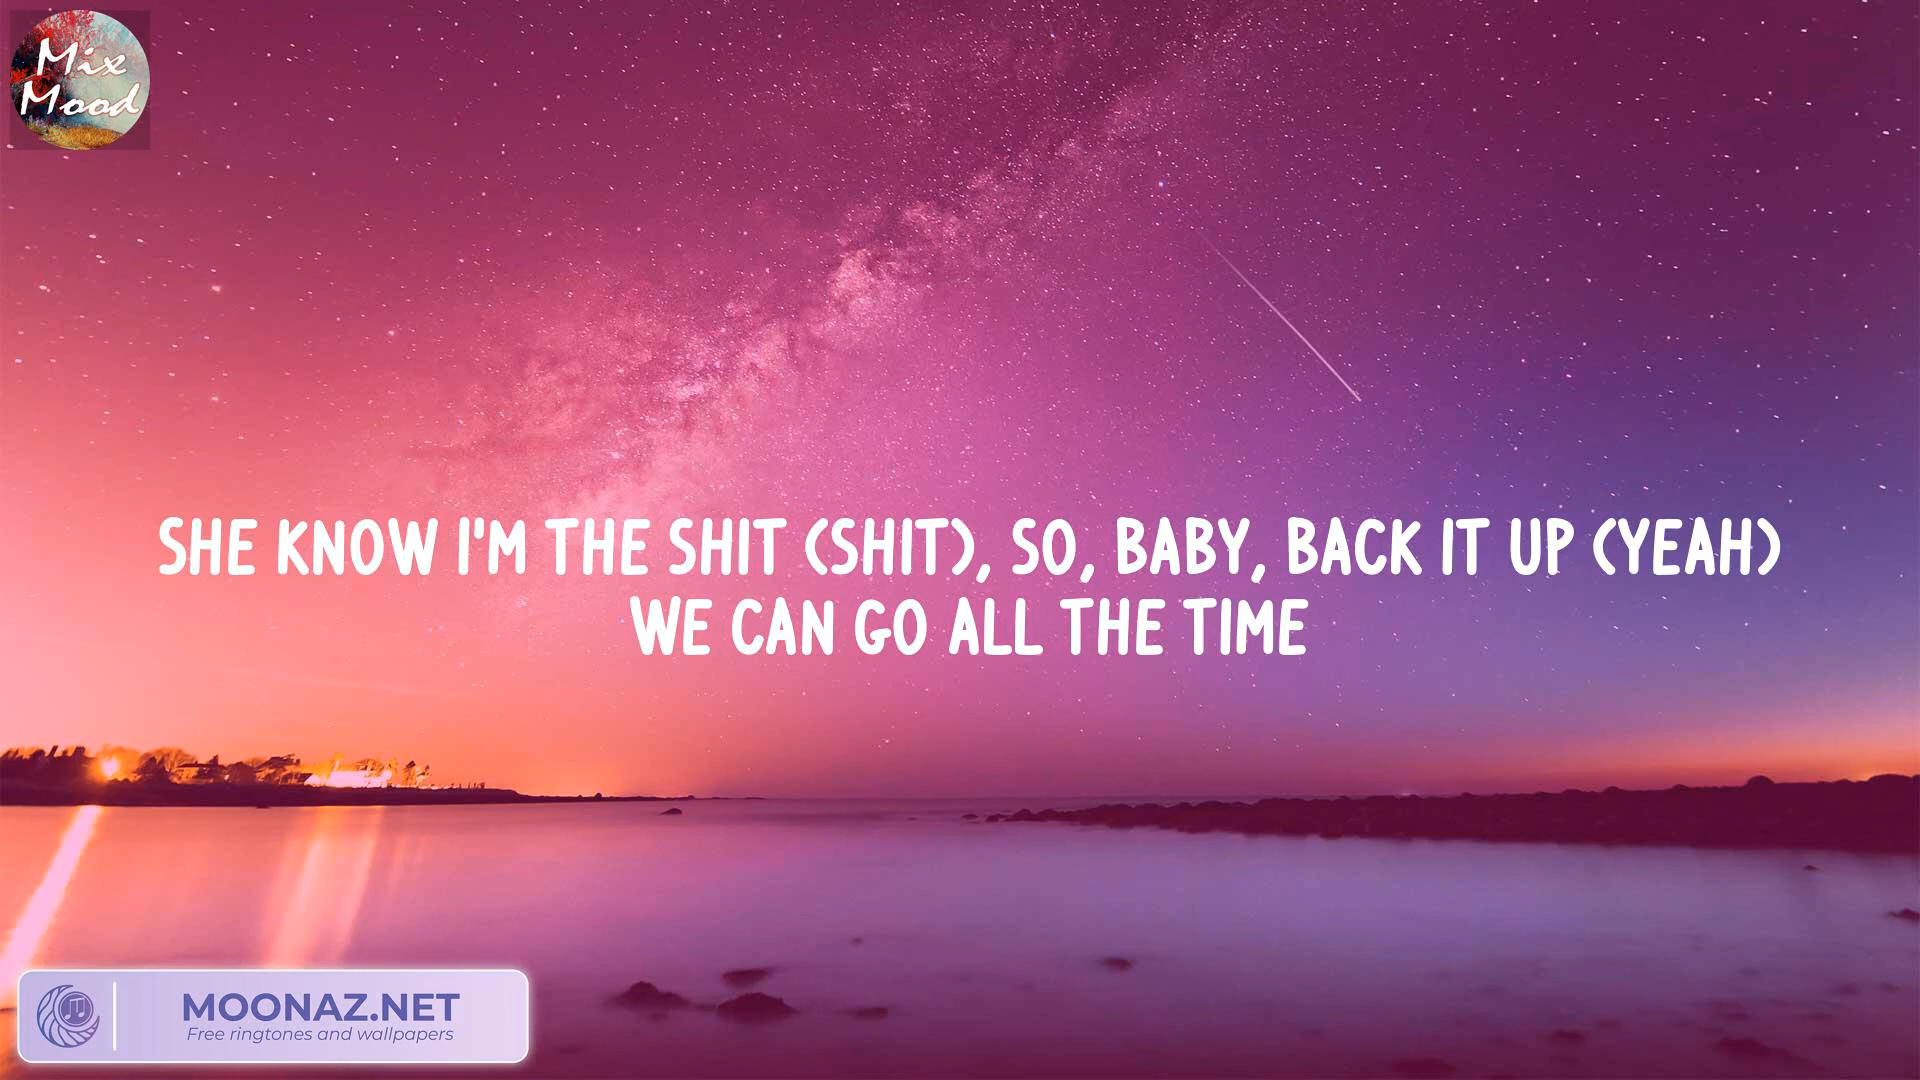 Mix
Mood
SHE KNOW I'M THE SHIT (SHIT), SO, BABY, BACK IT UP (YEAH)
WE CAN GO ALL THE TIME
MOONAZ.NET
Free ringtones and wallpapers